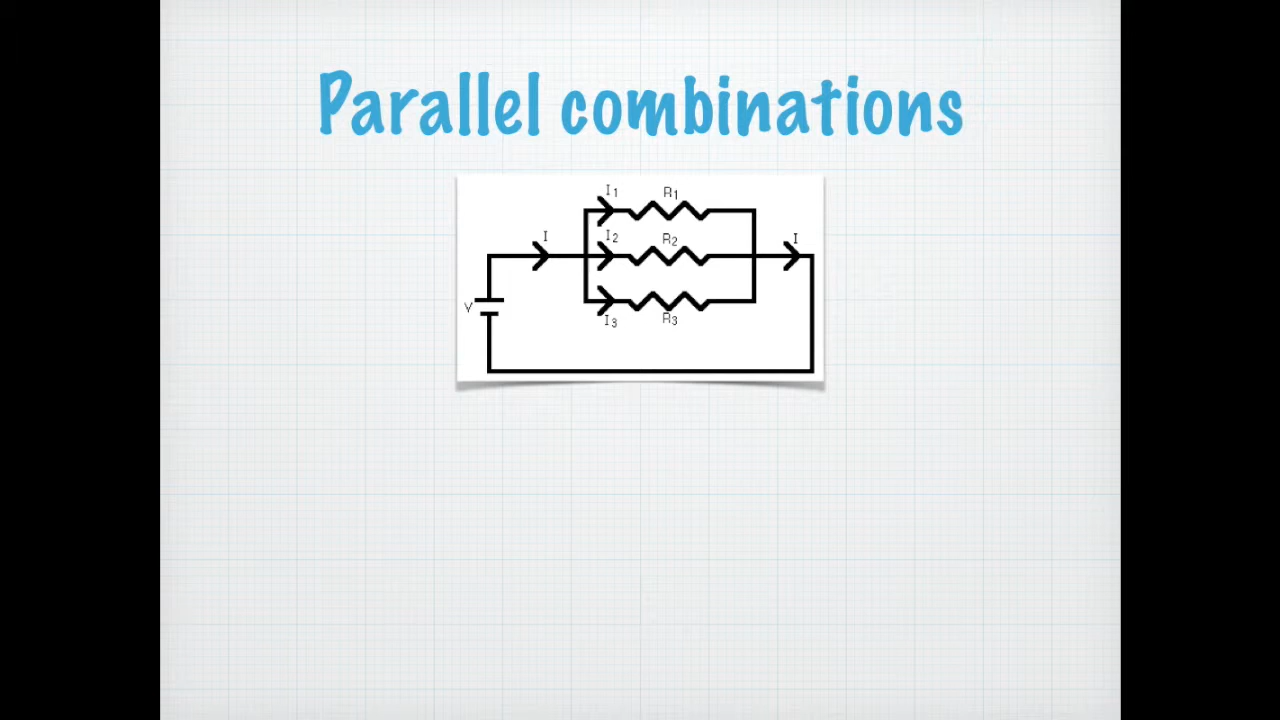 Parallel combinations
I1
R1
I
I2
R2
I
V
I3
R3